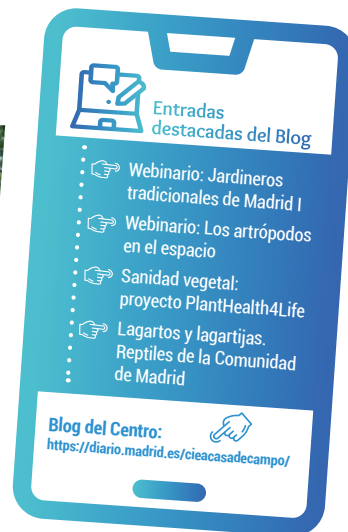 Entradas
destacadas del Blog
Webinario: Jardineros
tradicionales de Madrid I
Webinario: Los artrópodos
en el espacio
Sanidad vegetal:
proyecto PlantHealth4Life
Lagartos y lagartijas.
Reptiles de la Comunidad
de Madrid
Blog del Centro:
https://diario.madrid.es/cieacasadecampo/